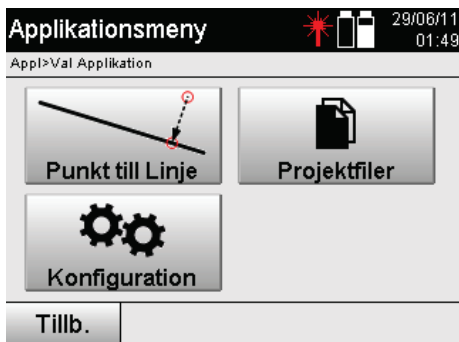 Applikationsmeny
29/06/11
01:49
Appl>Val Applikation
Punkt till Linje
Projektfiler
Konfiguration
Tillb.